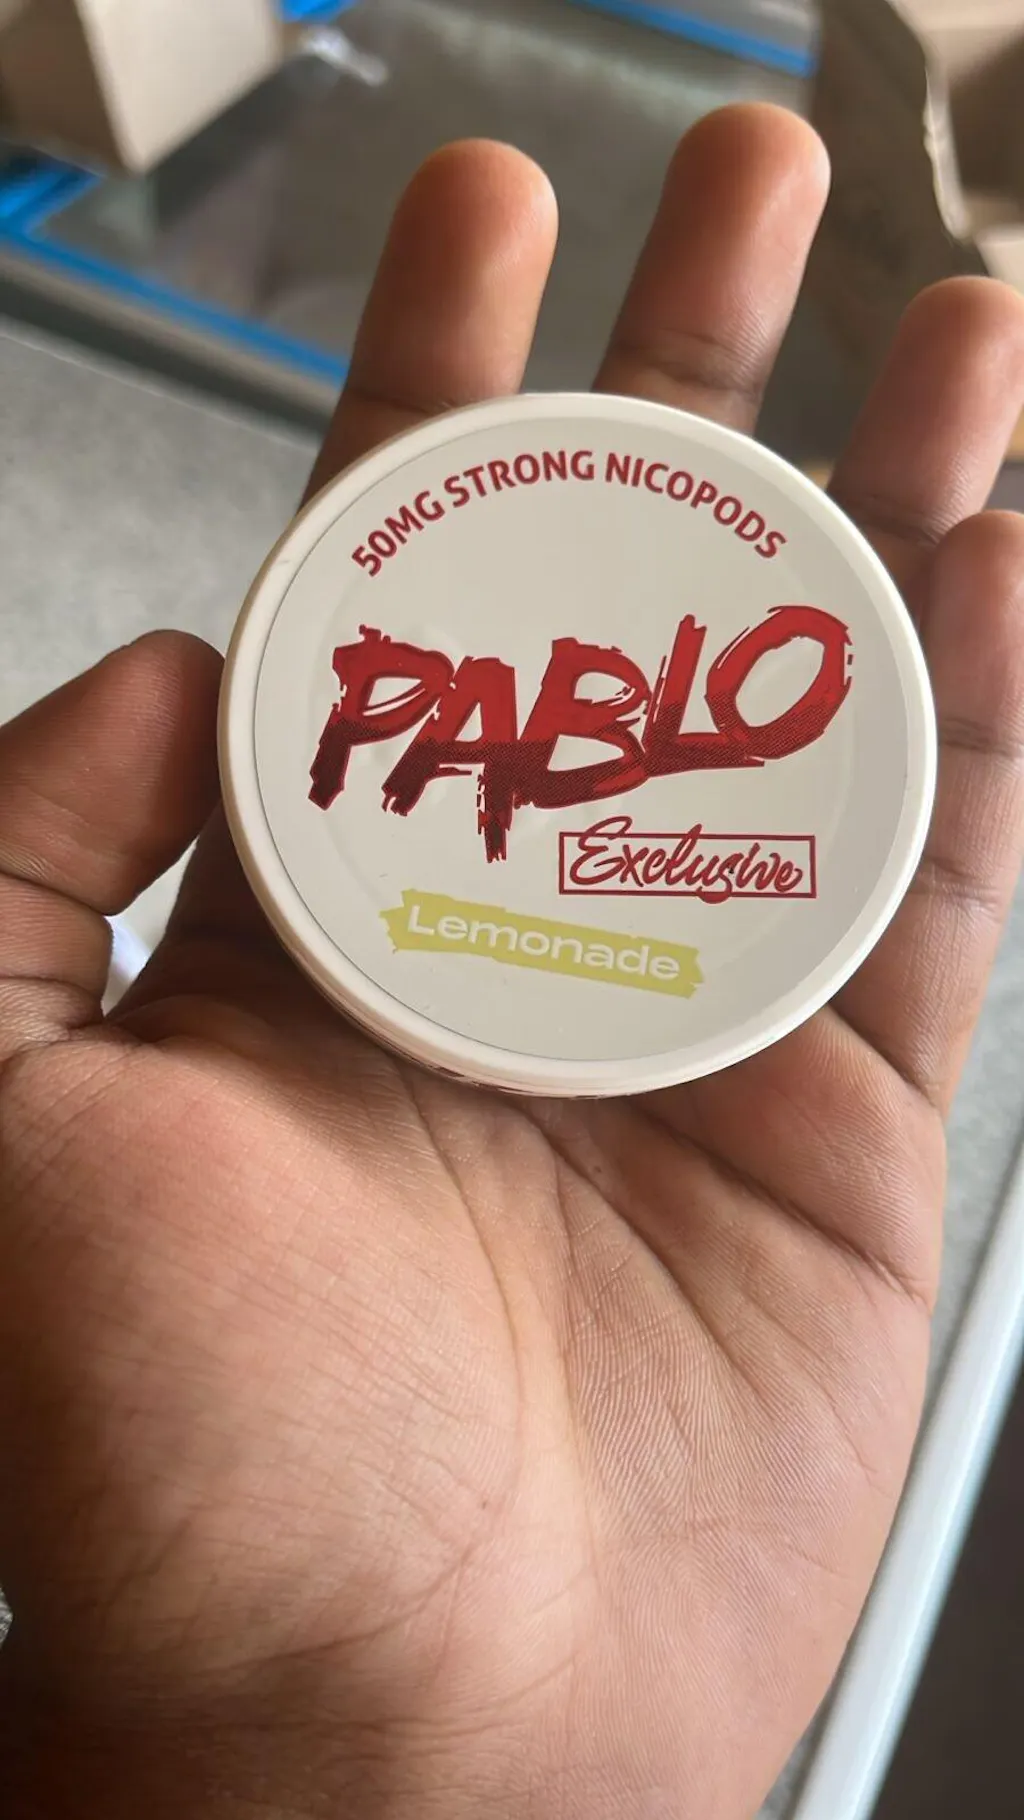 50MG STRONG NICOPODS
PABLO
Exclusive
Lemonade